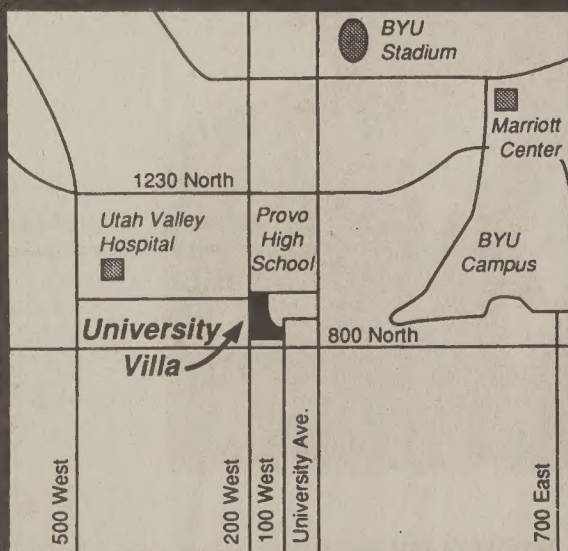 BYU
Stadium
Marriott
Center
1230 North
Utah Valley
Hospital
Provo
High
School
BYU
Campus
University
Villa
800 North
500 West
200 West
100 West
University Ave.
700 East